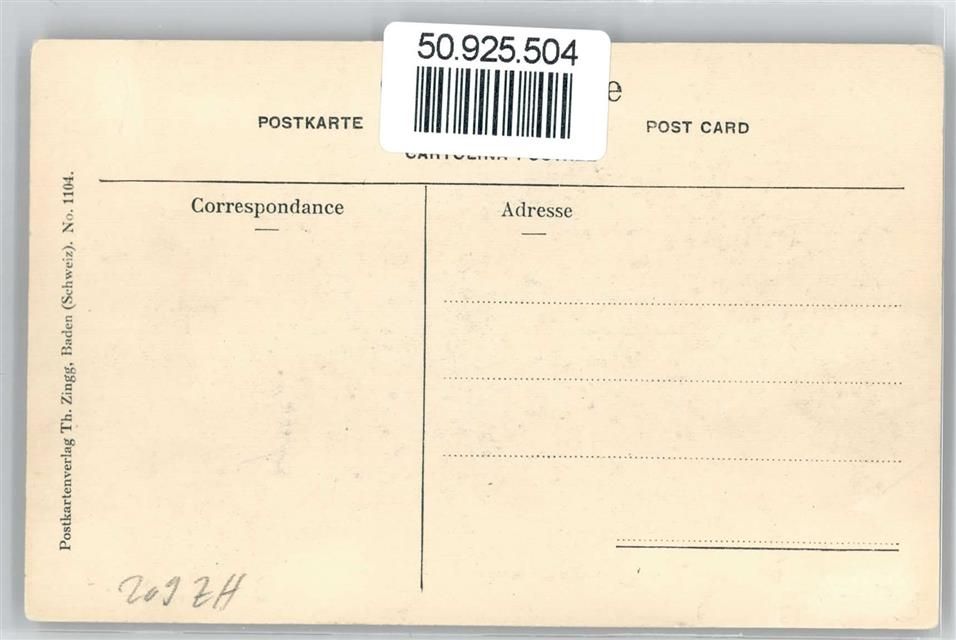 50.925.504
POSTKARTE
POST CARD
Correspondance
Adresse
Postkartenverlag Th. Zingg, Baden (Schweiz). No. 1104.